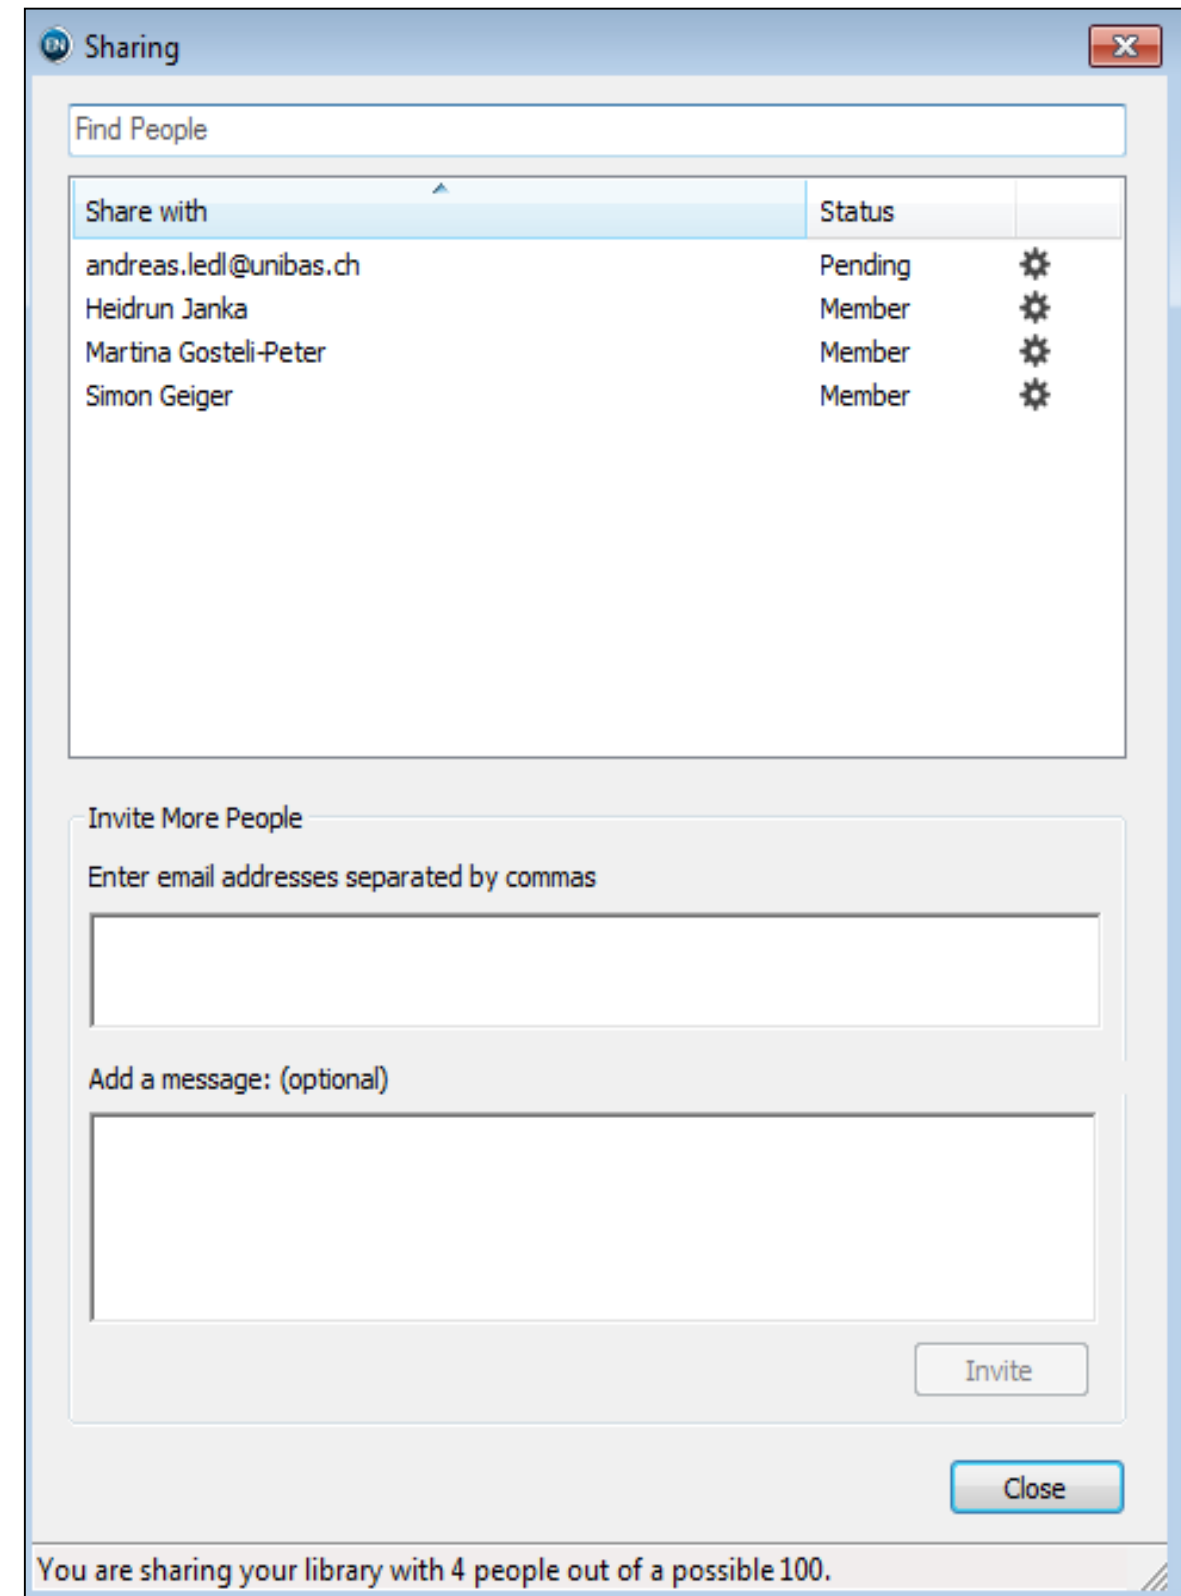 EN Sharing
Find People
Share with Status
andreas.ledl@unibas.ch Pending
Heidrun Janka Member
Martina Gosteli-Peter Member
Simon Geiger Member
Invite More People
Enter email addresses separated by commas
Add a message: (optional)
Invite
Close
You are sharing your library with 4 people out of a possible 100.